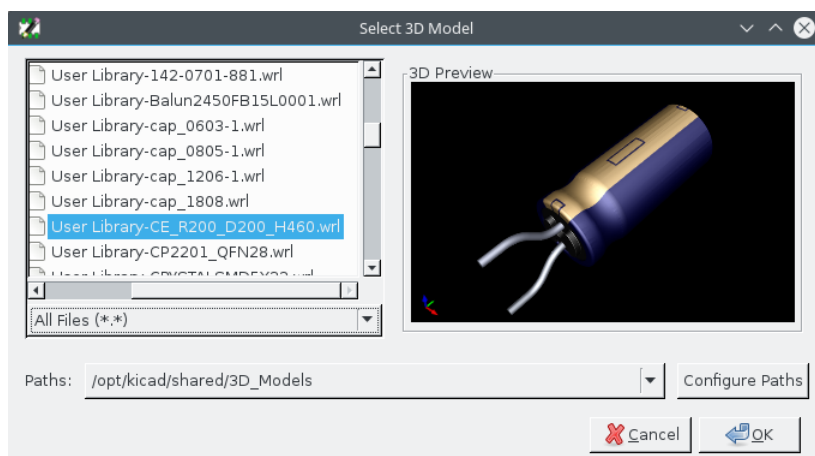 Select 3D Model
User Library-142-0701-881.wrl
User Library-Balun2450FB15L0001.wrl
User Library-cap_0603-1.wrl
User Library-cap_0805-1.wrl
User Library-cap_1206-1.wrl
User Library-cap_1808.wrl
User Library-CE_R200_D200_H460.wrl
User Library-CP2201_QFN28.wrl
All Files (*.*)
3D Preview
Paths: /opt/kicad/shared/3D_Models
Configure Paths
Cancel
OK